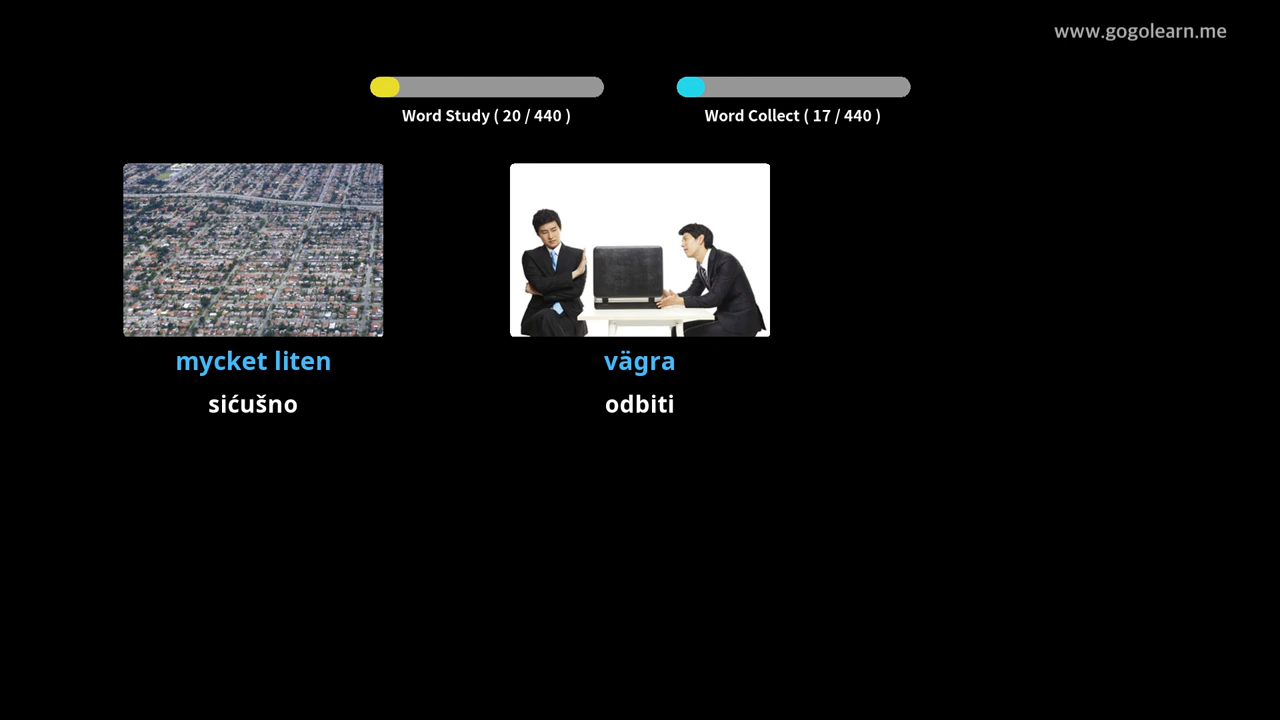 www.gogolearn.me
Word Study ( 20 / 440 )
Word Collect ( 17 / 440 )
mycket liten
vägra
sićušno
odbiti